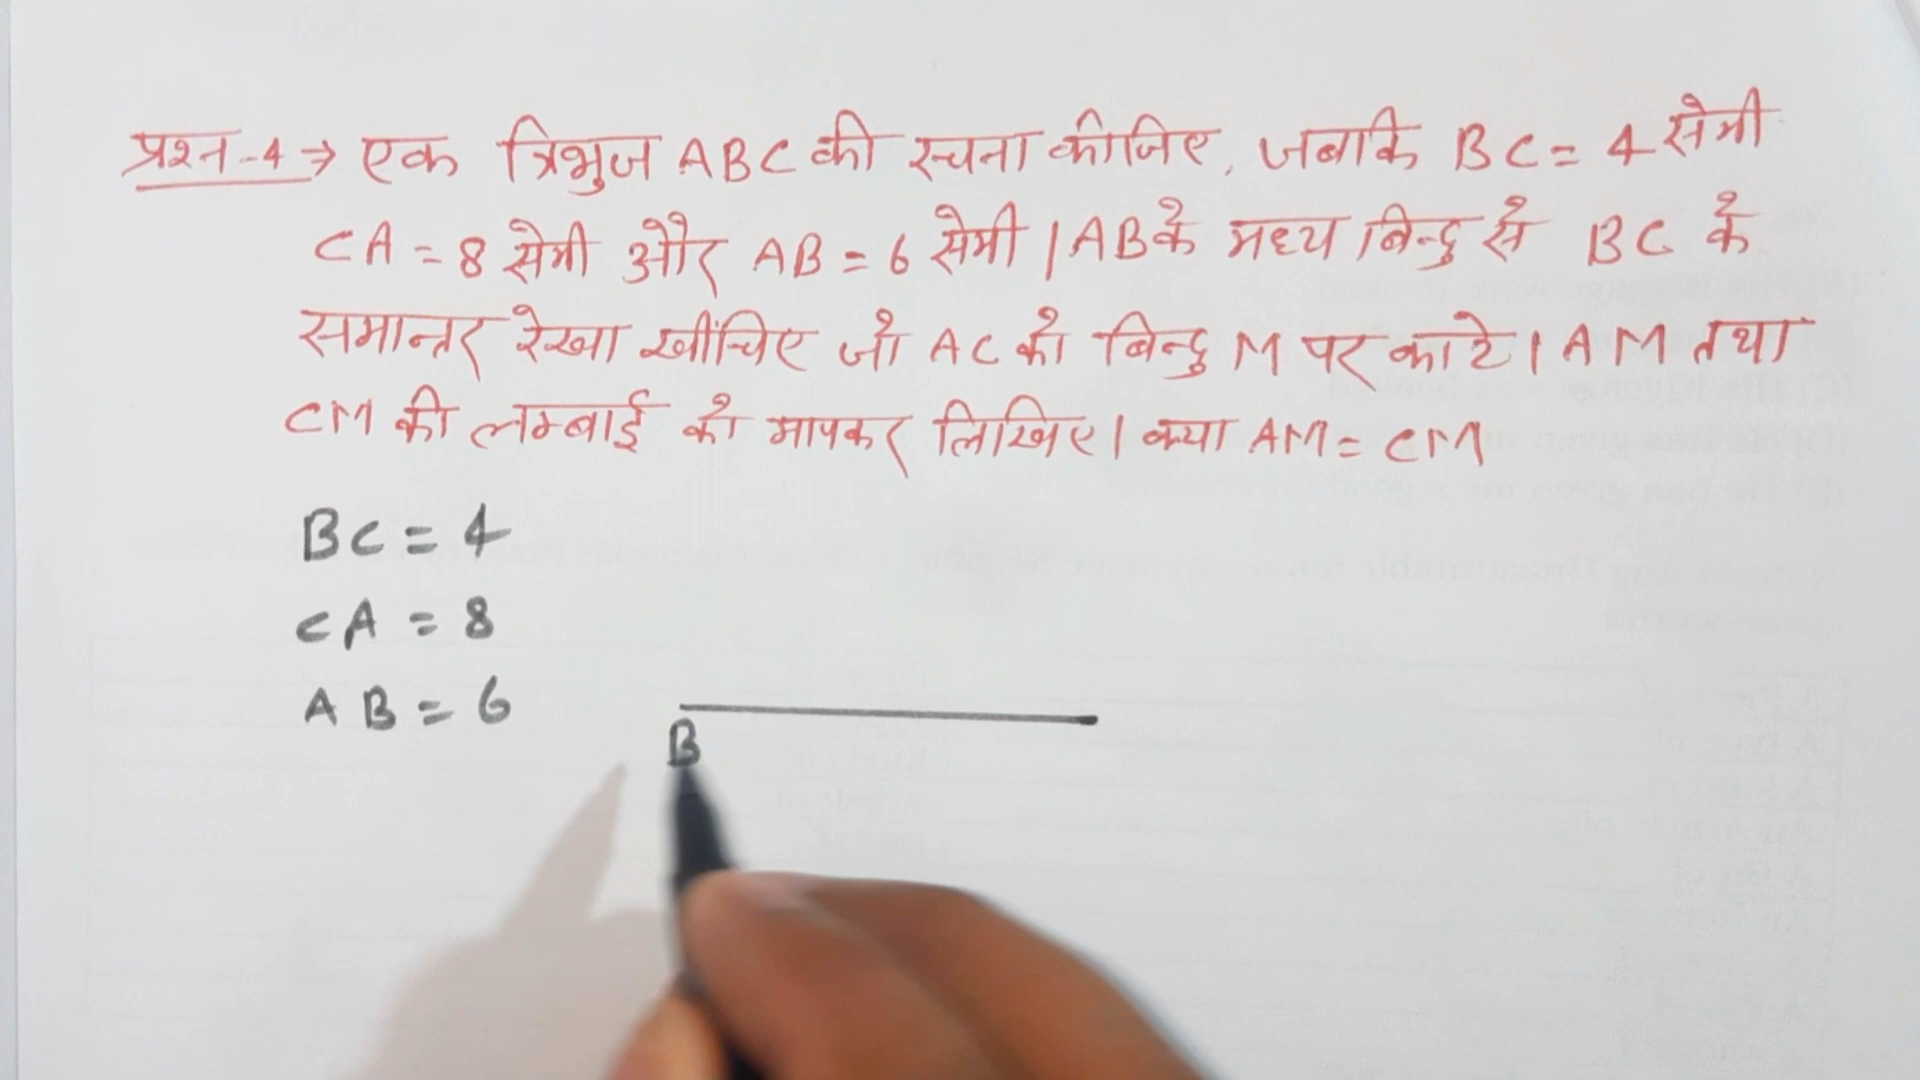 प्रश्न-4→ एक त्रिभुज ABC की रचना कीजिए, जबकि BC = 4 सेमी
CA = 8 सेमी और AB = 6 सेमी | AB के मध्य बिन्दु से BC के
समान्तर रेखा खींचिए जो AC को बिन्दु M पर काटे | AM तथा
CM की लम्बाई को मापकर लिखिए | क्या AM = CM
BC = 4
CA = 8
AB = 6
B